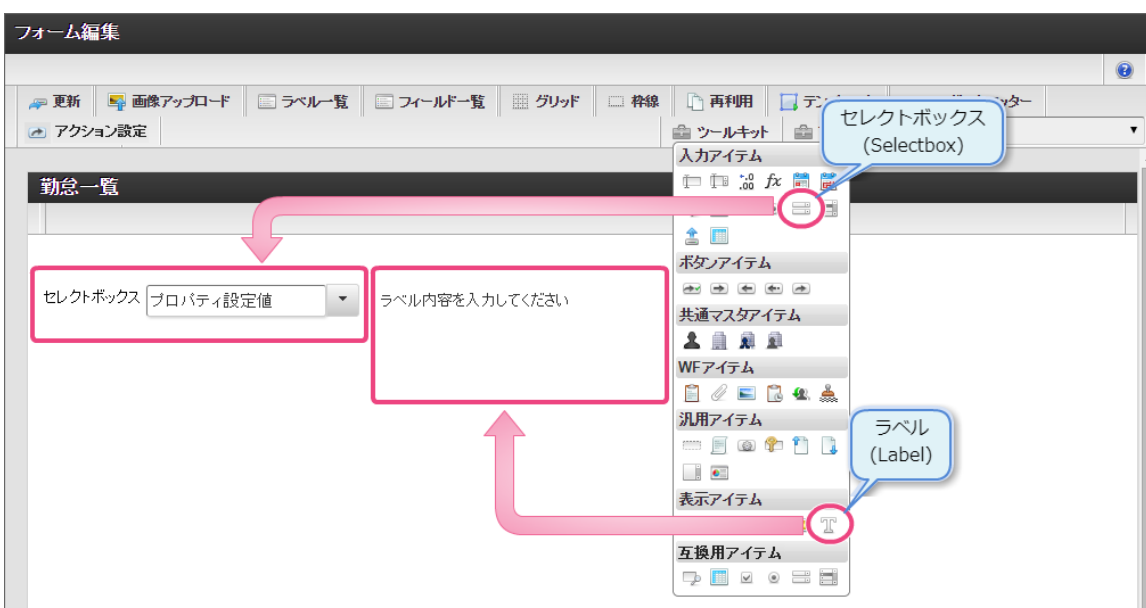 フォーム編集
更新 画像アップロード ラベル一覧 フィールド一覧 グリッド 枠線 再利用
アクション設定 ツールキット
セレクトボックス
(Selectbox)
入力アイテム
勤怠一覧
ボタンアイテム
セレクトボックス プロパティ設定値
ラベル内容を入力してください
共通マスタアイテム
WFアイテム
汎用アイテム
ラベル
(Label)
表示アイテム
T
互換用アイテム